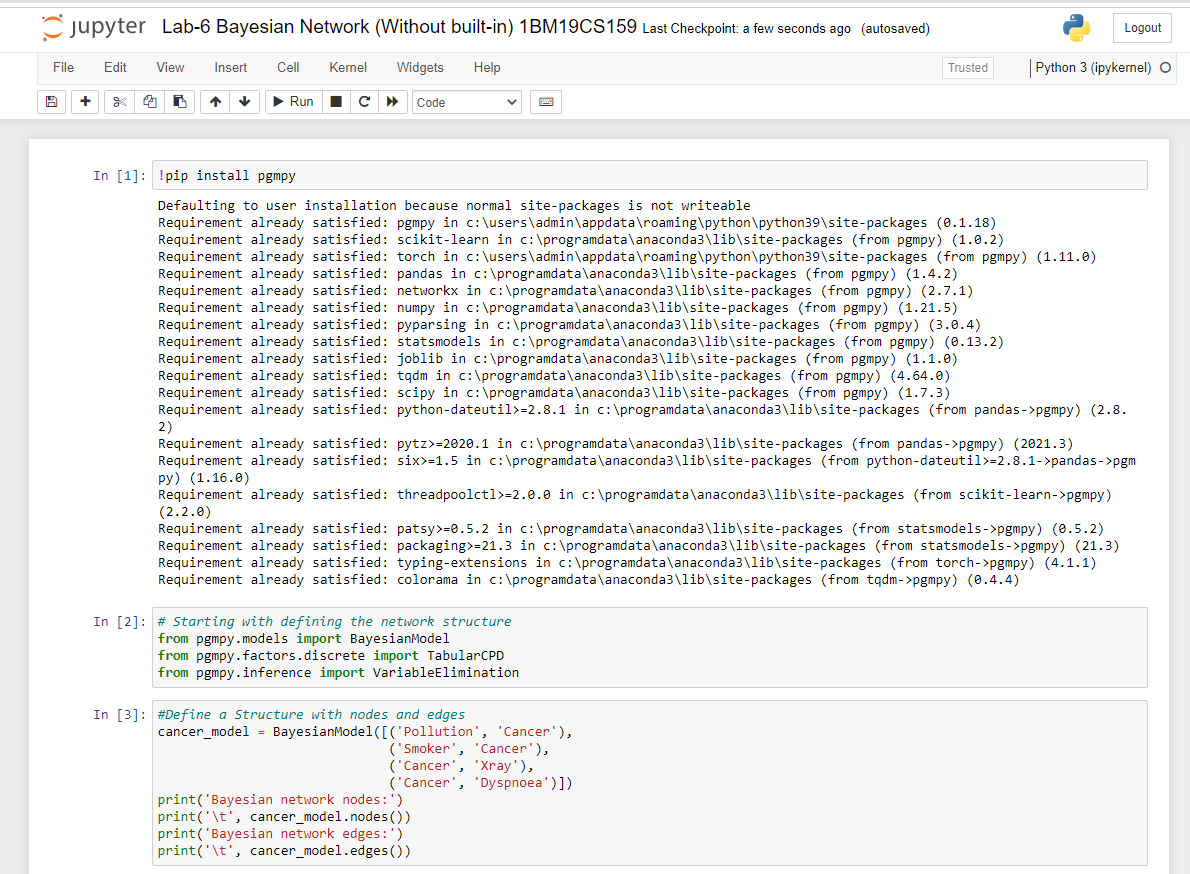 jupyter Lab-6 Bayesian Network (Without built-in) 1BM19CS159 Last Checkpoint: a few seconds ago (autosaved) Logout
File Edit View Insert Cell Kernel Widgets Help Trusted Python 3 (ipykernel)
Run Code
In [1]: !pip install pgmpy
Defaulting to user installation because normal site-packages is not writeable
Requirement already satisfied: pgmpy in c:\users\admin\appdata\roaming\python\python39\site-packages (0.1.18)
Requirement already satisfied: scikit-learn in c:\programdata\anaconda3\lib\site-packages (from pgmpy) (1.0.2)
Requirement already satisfied: torch in c:\users\admin\appdata\roaming\python\python39\site-packages (from pgmpy) (1.11.0)
Requirement already satisfied: pandas in c:\programdata\anaconda3\lib\site-packages (from pgmpy) (1.4.2)
Requirement already satisfied: networkx in c:\programdata\anaconda3\lib\site-packages (from pgmpy) (2.7.1)
Requirement already satisfied: numpy in c:\programdata\anaconda3\lib\site-packages (from pgmpy) (1.21.5)
Requirement already satisfied: pyparsing in c:\programdata\anaconda3\lib\site-packages (from pgmpy) (3.0.4)
Requirement already satisfied: statsmodels in c:\programdata\anaconda3\lib\site-packages (from pgmpy) (0.13.2)
Requirement already satisfied: joblib in c:\programdata\anaconda3\lib\site-packages (from pgmpy) (1.1.0)
Requirement already satisfied: tqdm in c:\programdata\anaconda3\lib\site-packages (from pgmpy) (4.64.0)
Requirement already satisfied: scipy in c:\programdata\anaconda3\lib\site-packages (from pgmpy) (1.7.3)
Requirement already satisfied: python-dateutil>=2.8.1 in c:\programdata\anaconda3\lib\site-packages (from pandas->pgmpy) (2.8.
2)
Requirement already satisfied: pytz>=2020.1 in c:\programdata\anaconda3\lib\site-packages (from pandas->pgmpy) (2021.3)
Requirement already satisfied: six>=1.5 in c:\programdata\anaconda3\lib\site-packages (from python-dateutil>=2.8.1->pandas->pgm
py) (1.16.0)
Requirement already satisfied: threadpoolctl>=2.0.0 in c:\programdata\anaconda3\lib\site-packages (from scikit-learn->pgmpy)
(2.2.0)
Requirement already satisfied: patsy>=0.5.2 in c:\programdata\anaconda3\lib\site-packages (from statsmodels->pgmpy) (0.5.2)
Requirement already satisfied: packaging>=21.3 in c:\programdata\anaconda3\lib\site-packages (from statsmodels->pgmpy) (21.3)
Requirement already satisfied: typing-extensions in c:\programdata\anaconda3\lib\site-packages (from torch->pgmpy) (4.1.1)
Requirement already satisfied: colorama in c:\programdata\anaconda3\lib\site-packages (from tqdm->pgmpy) (0.4.4)
In [2]: # Starting with defining the network structure
from pgmpy.models import BayesianModel
from pgmpy.factors.discrete import TabularCPD
from pgmpy.inference import VariableElimination
In [3]: #Define a Structure with nodes and edges
cancer_model = BayesianModel([('Pollution', 'Cancer'),
('Smoker', 'Cancer'),
('Cancer', 'Xray'),
('Cancer', 'Dyspnoea')])
print('Bayesian network nodes:')
print('\t', cancer_model.nodes())
print('Bayesian network edges:')
print('\t', cancer_model.edges())